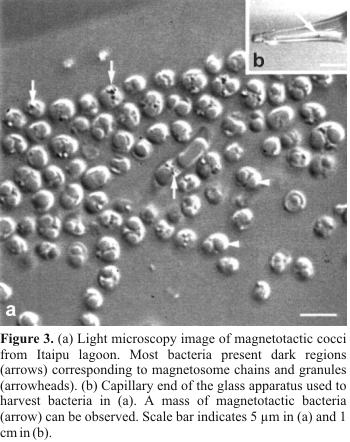 b
a
Figure 3. (a) Light microscopy image of magnetotactic cocci
from Itaipu lagoon. Most bacteria present dark regions
(arrows) corresponding to magnetosome chains and granules
(arrowheads). (b) Capillary end of the glass apparatus used to
harvest bacteria in (a). A mass of magnetotactic bacteria
(arrow) can be observed. Scale bar indicates 5 µm in (a) and 1
cm in (b).